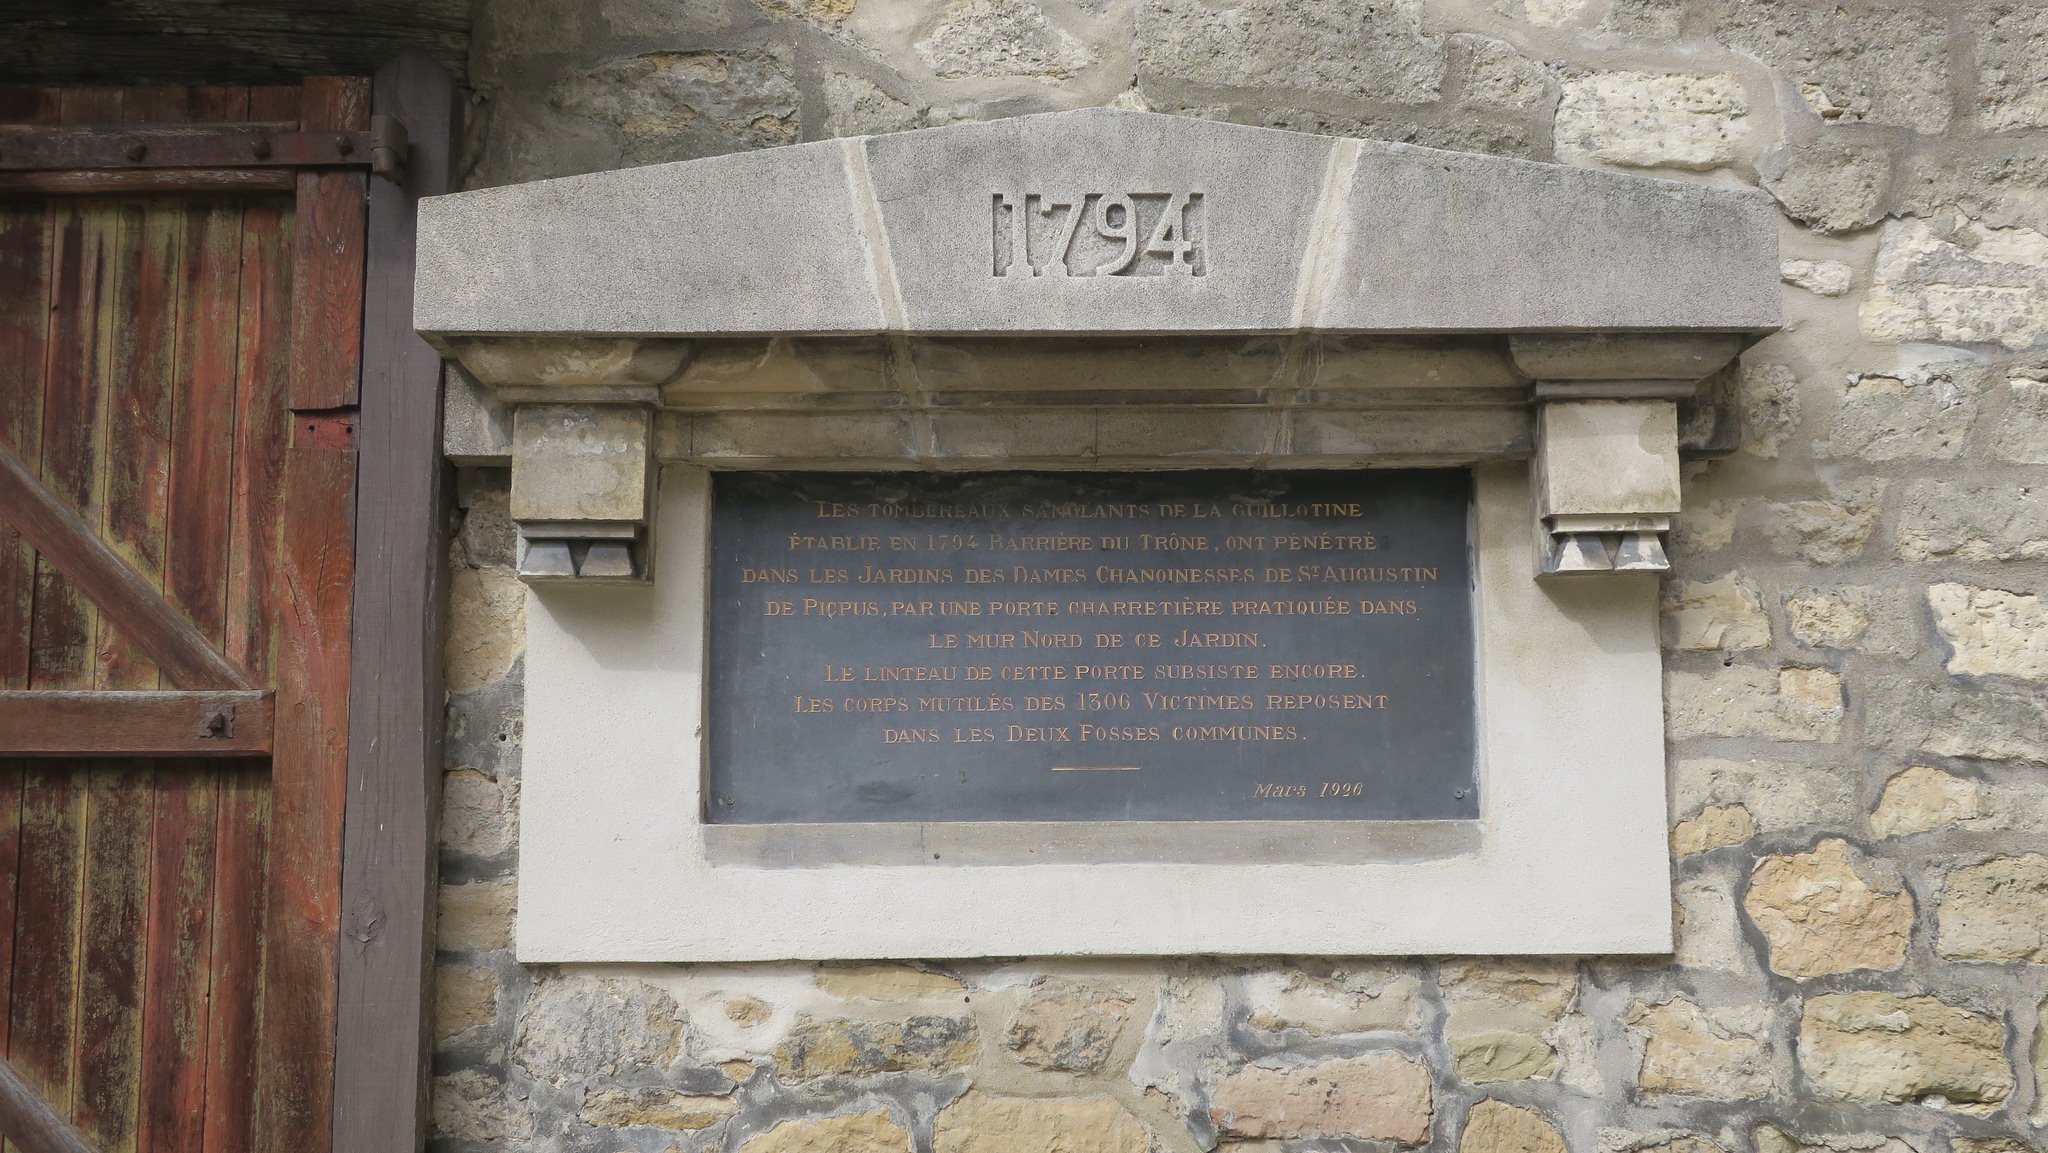 1794
LES TOMBEREAUX SANGLANTS DE LA GUILLOTINE
ÉTABLIE EN 1794 BARRIÈRE DU TRÔNE, ONT PÉNÉTRÉ
DANS LES JARDINS DES DAMES CHANOINESSES DE ST AUGUSTIN
DE PICPUS, PAR UNE PORTE CHARRETIÈRE PRATIQUÉE DANS
LE MUR NORD DE CE JARDIN.
LE LINTEAU DE CETTE PORTE SUBSISTE ENCORE.
LES CORPS MUTILÉS DES 1306 VICTIMES REPOSENT
DANS LES DEUX FOSSES COMMUNES.
Mars 1926